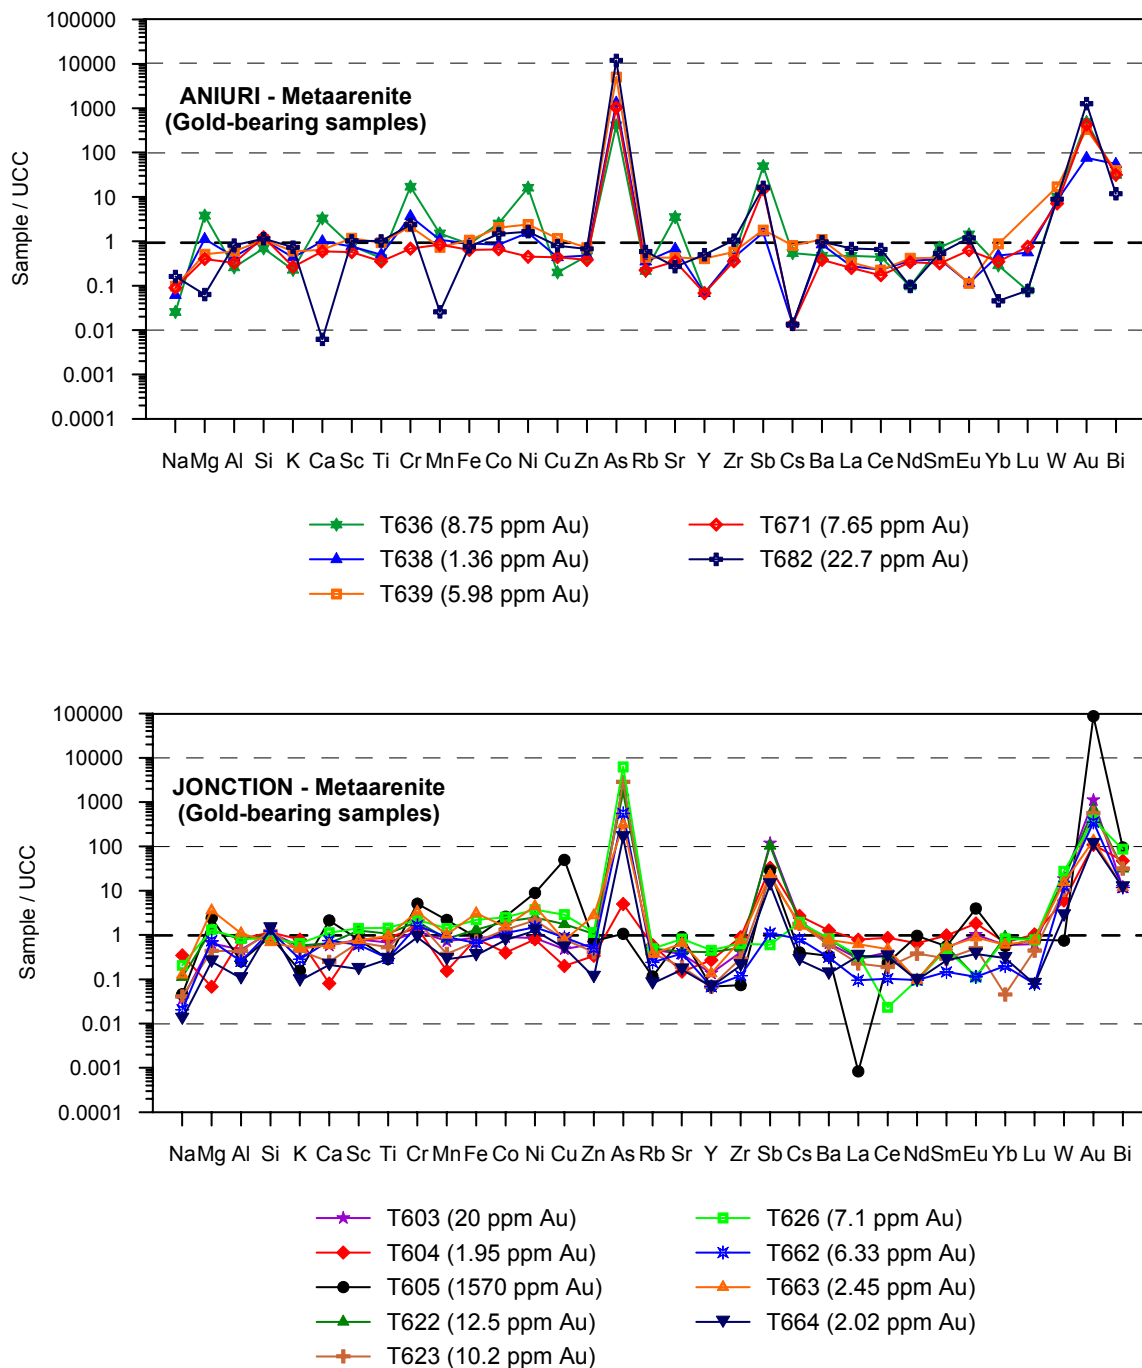 100000
10000
1000
100
10
1
0.1
0.01
0.001
0.0001
Sample / UCC
ANIURI - Metaarenite
(Gold-bearing samples)
Na Mg Al Si K Ca Sc Ti Cr Mn Fe Co Ni Cu Zn As Rb Sr Y Zr Sb Cs Ba La Ce Nd Sm Eu Yb Lu W Au Bi
T636 (8.75 ppm Au)
T638 (1.36 ppm Au)
T639 (5.98 ppm Au)
T671 (7.65 ppm Au)
T682 (22.7 ppm Au)
100000
10000
1000
100
10
1
0.1
0.01
0.001
0.0001
Sample / UCC
JONCTION - Metaarenite
(Gold-bearing samples)
Na Mg Al Si K Ca Sc Ti Cr Mn Fe Co Ni Cu Zn As Rb Sr Y Zr Sb Cs Ba La Ce Nd Sm Eu Yb Lu W Au Bi
T603 (20 ppm Au)
T604 (1.95 ppm Au)
T605 (1570 ppm Au)
T622 (12.5 ppm Au)
T623 (10.2 ppm Au)
T626 (7.1 ppm Au)
T662 (6.33 ppm Au)
T663 (2.45 ppm Au)
T664 (2.02 ppm Au)